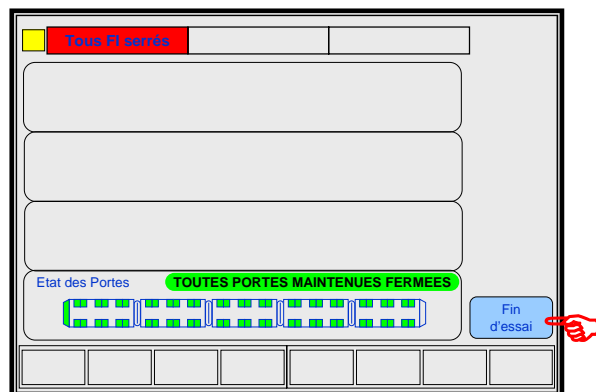 Tous FI serrés
Etat des Portes TOUTES PORTES MAINTENUES FERMEES
Fin
d'essai